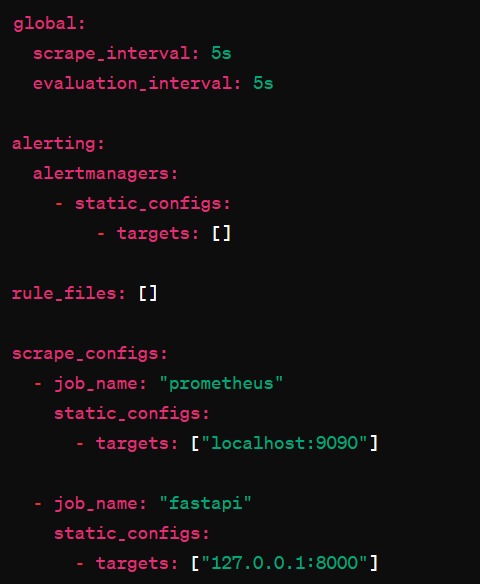 global:
  scrape_interval: 5s
  evaluation_interval: 5s

alerting:
  alertmanagers:
    - static_configs:
        - targets: []

rule_files: []

scrape_configs:
  - job_name: "prometheus"
    static_configs:
      - targets: ["localhost:9090"]

  - job_name: "fastapi"
    static_configs:
      - targets: ["127.0.0.1:8000"]